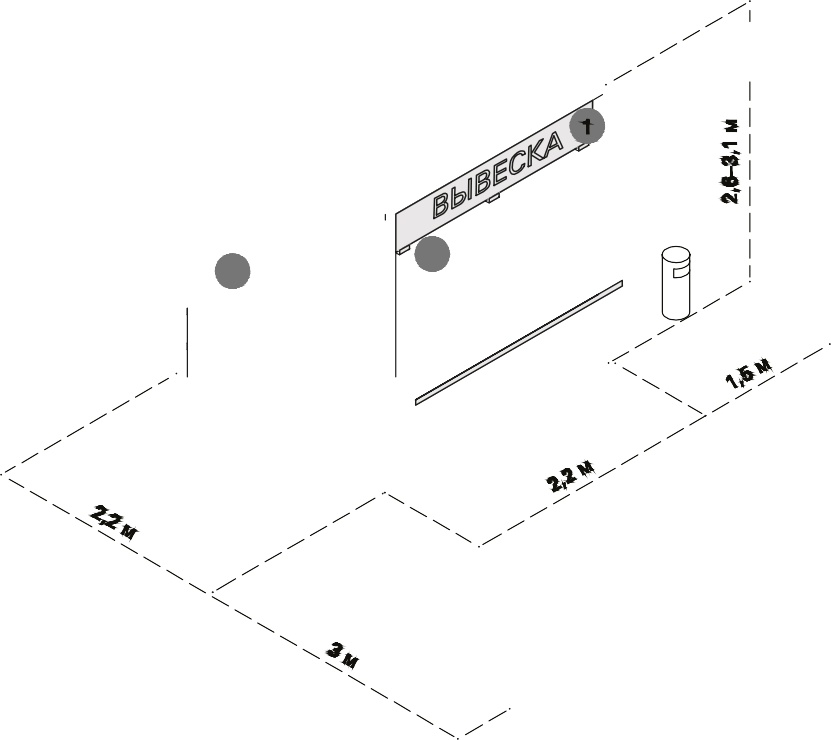 1
2,6–3,1 м
ВЫВЕСКА
1,5 м
2,2 м
2,2 м
3 м